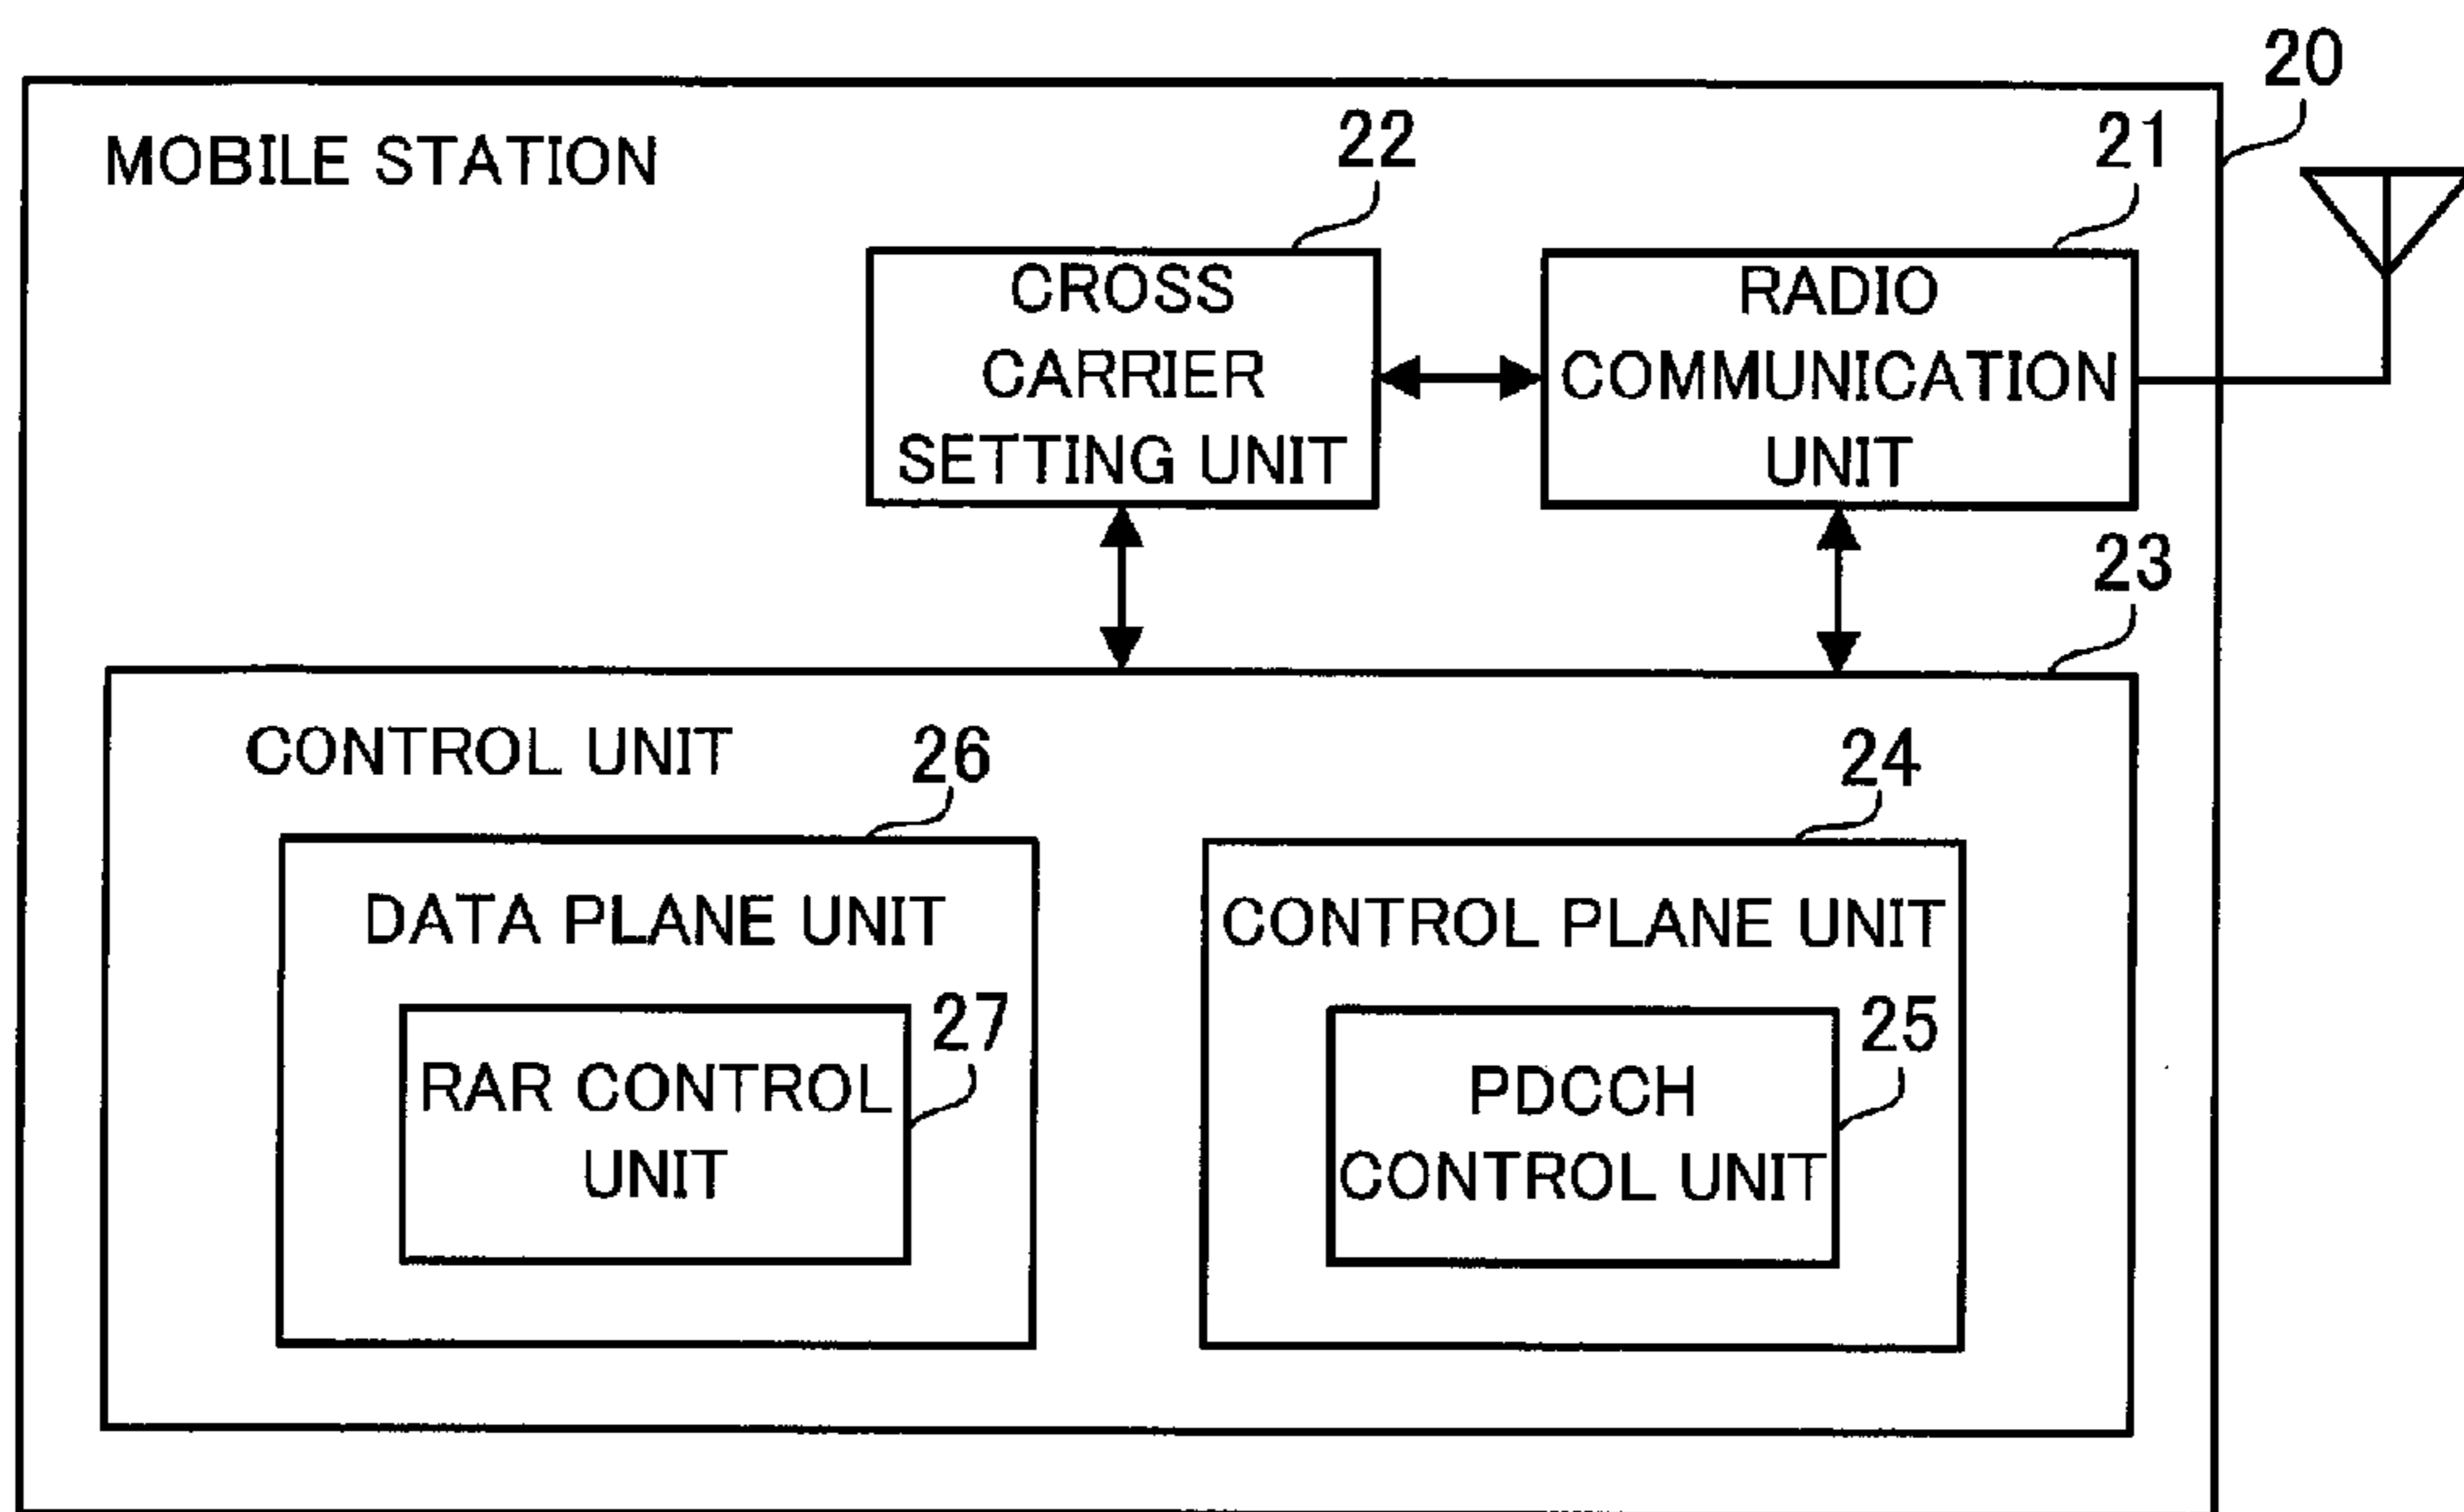 20
MOBILE STATION
22
21
CROSS
CARRIER
SETTING UNIT
RADIO
COMMUNICATION
UNIT
23
CONTROL UNIT
26
24
DATA PLANE UNIT
CONTROL PLANE UNIT
27
25
RAR CONTROL
UNIT
PDCCH
CONTROL UNIT